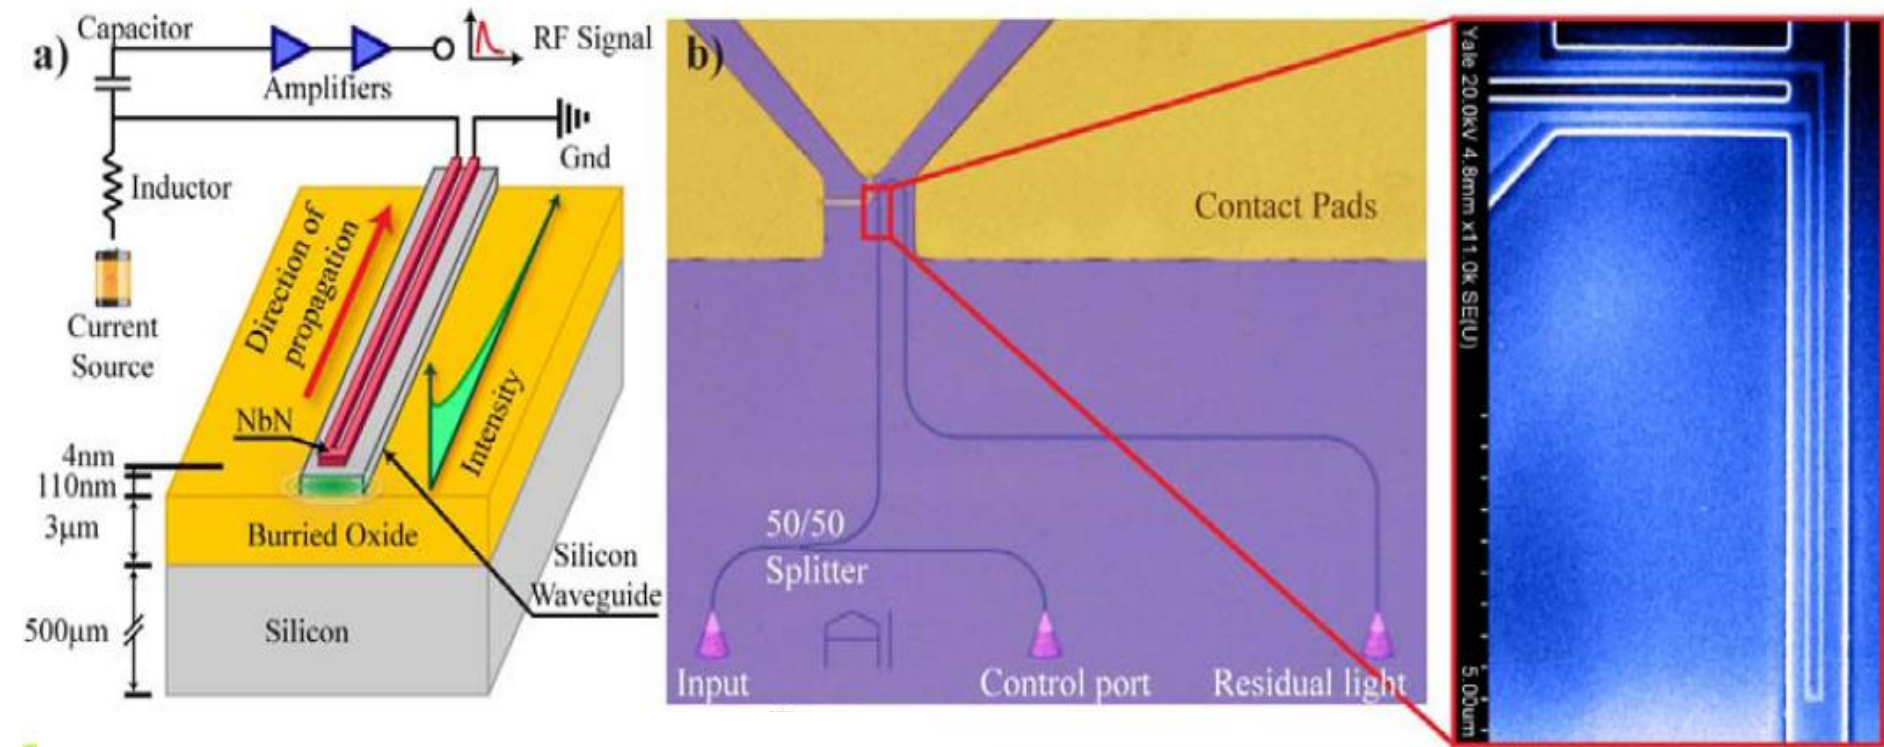 a)
Capacitor
RF Signal
Amplifiers
Gnd
Inductor
Current
Source
Direction of
propagation
NbN
Intensity
4nm
110nm
3μm
Burried Oxide
500μm
Silicon
Silicon
Waveguide
b)
Contact Pads
50/50
Splitter
Input
Control port
Residual light
Yale 20.0kV 4.8mm x11.0k SE(U)
5.00um